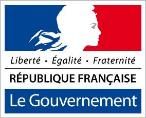 Liberté • Égalité • Fraternité
RÉPUBLIQUE FRANÇAISE
Le Gouvernement